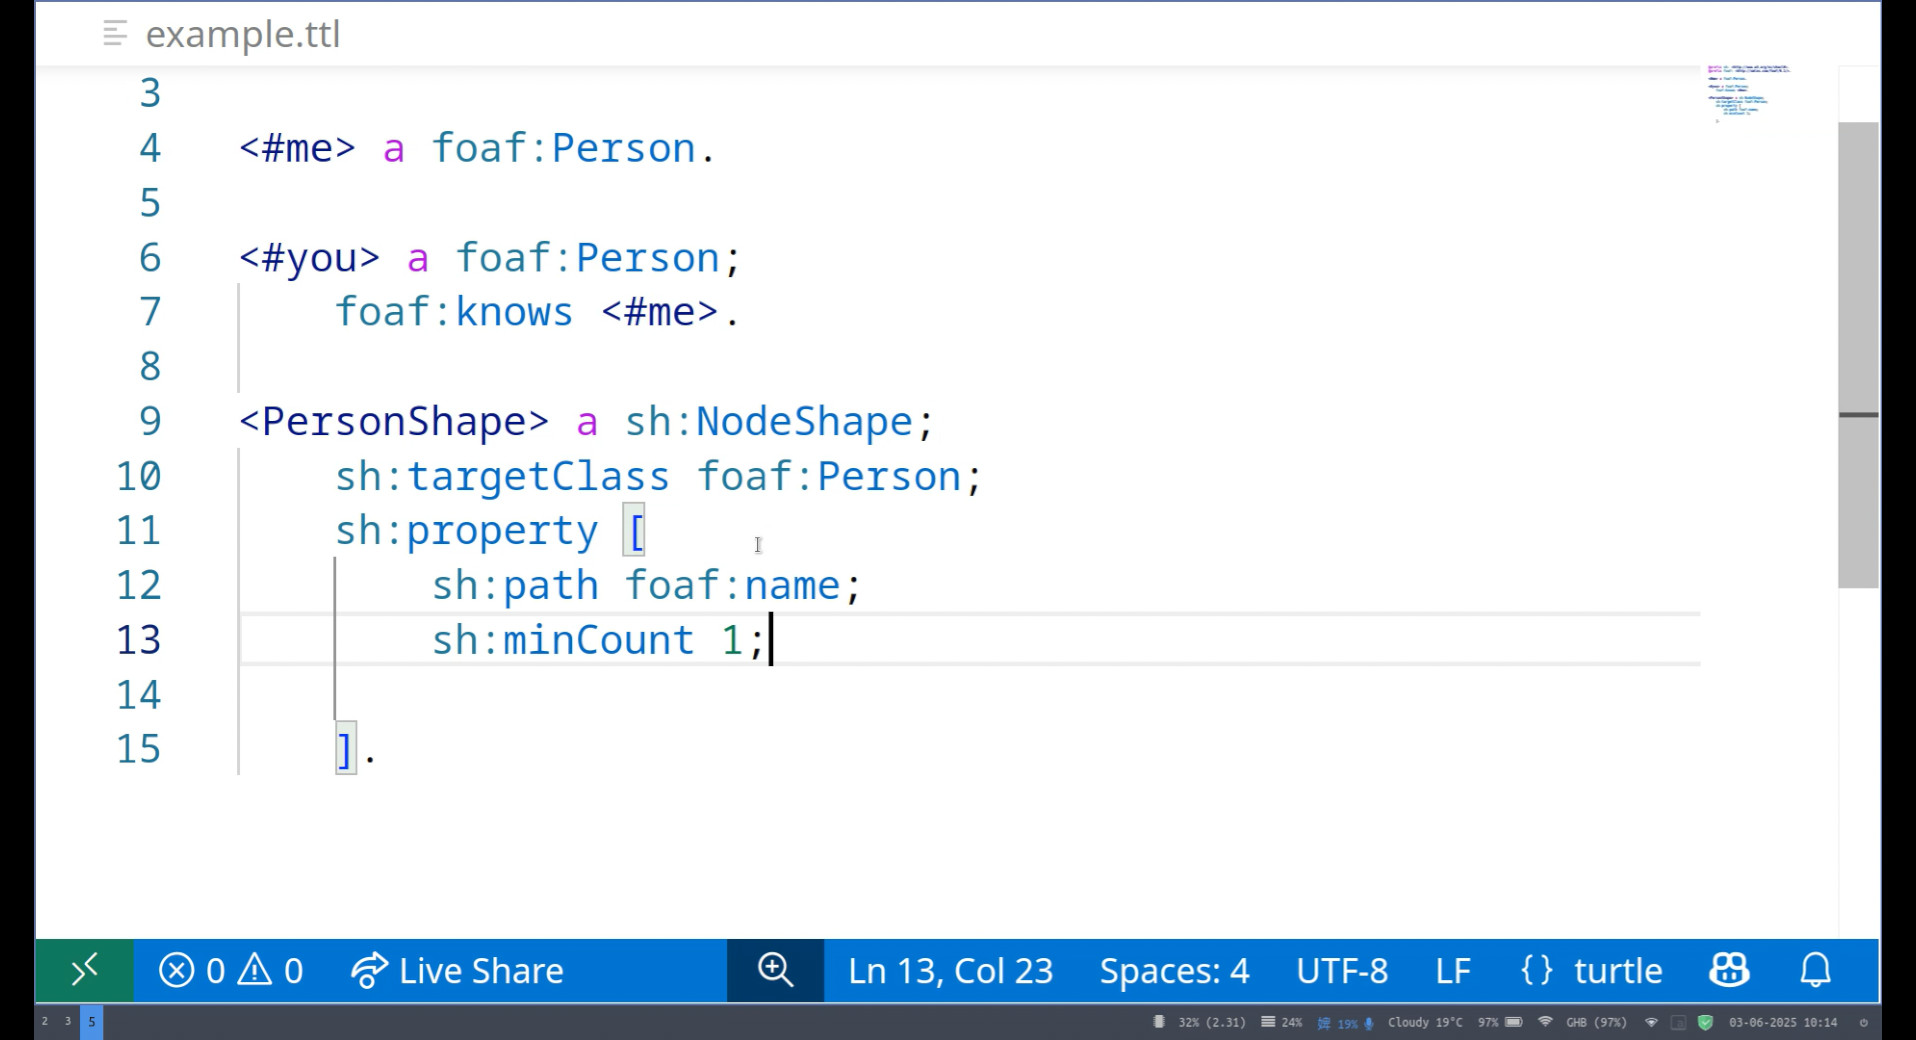 example.ttl
3
4 <#me> a foaf:Person.
5
6 <#you> a foaf:Person;
7 foaf:knows <#me>.
8
9 <PersonShape> a sh:NodeShape;
10 sh:targetClass foaf:Person;
11 sh:property [
12 sh:path foaf:name;
13 sh:minCount 1;
14
15 ].
0 0 Live Share Ln 13, Col 23 Spaces: 4 UTF-8 LF {} turtle
2 3 5 32% (2.31) 24% 19% Cloudy 19°C 97% GHB (97%) 03-06-2025 10:14